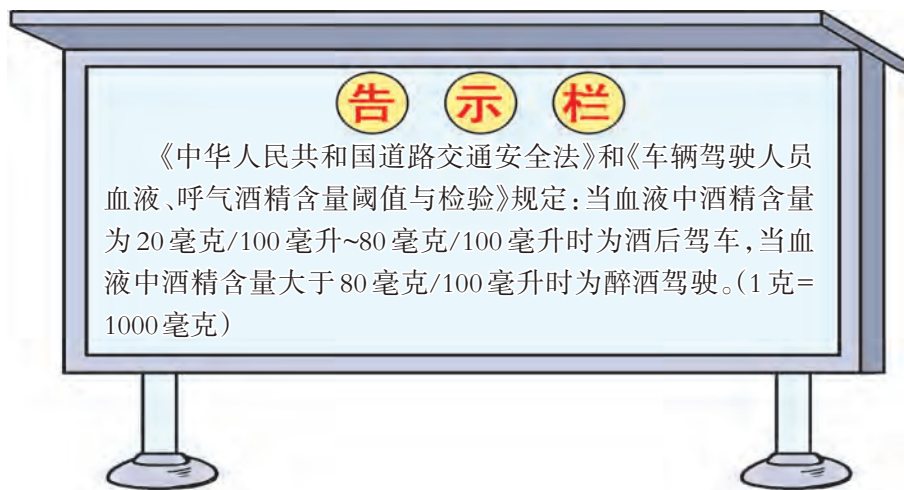 告示栏
《中华人民共和国道路交通安全法》和《车辆驾驶人员
血液、呼气酒精含量阈值与检验》规定:当血液中酒精含量
为20毫克/100毫升~80毫克/100毫升时为酒后驾车,当血
液中酒精含量大于80毫克/100毫升时为醉酒驾驶。(1克=
1000毫克)